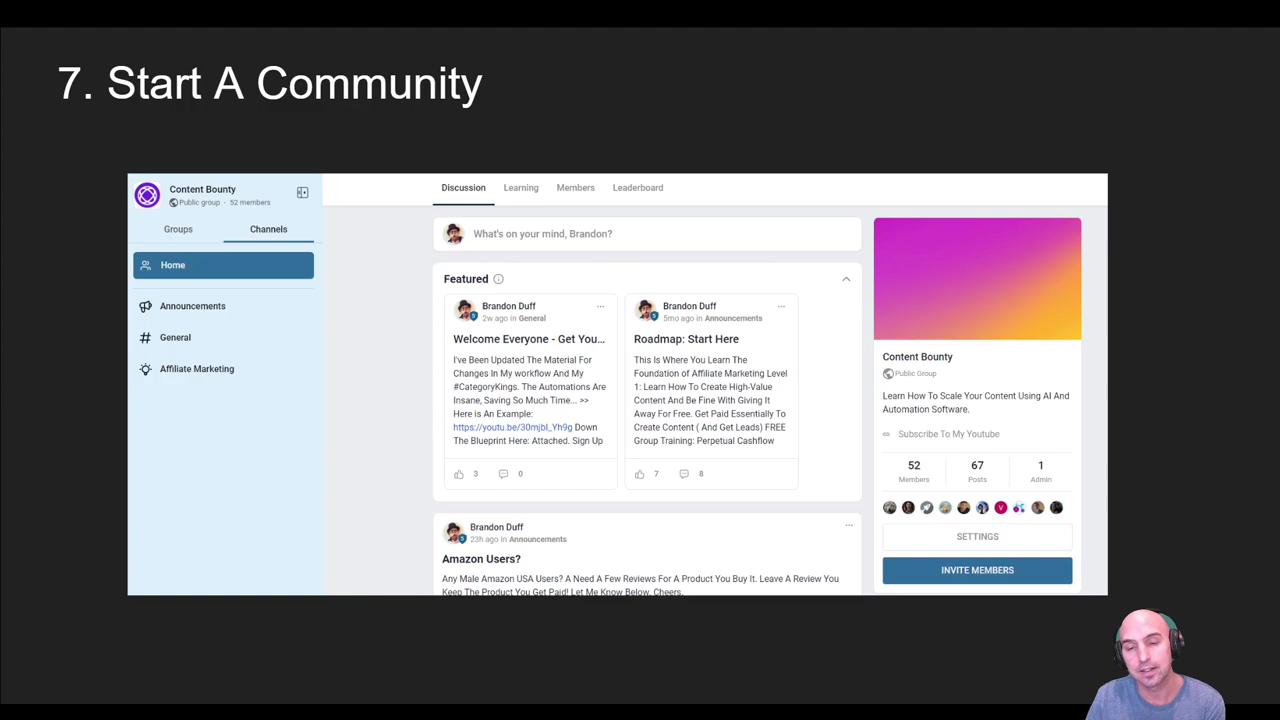 7. Start A Community
Content Bounty
Public group · 52 members
Groups
Channels
Home
Announcements
General
Affiliate Marketing
Discussion
Learning
Members
Leaderboard
What's on your mind, Brandon?
Featured
Brandon Duff
2w ago in General
Welcome Everyone - Get You...
I've Been Updated The Material For
Changes In My workflow And My
#CategoryKings. The Automations Are
Insane, Saving So Much Time... >>
Here is An Example:
https://youtu.be/30mjbI_Yh9g Down
The Blueprint Here: Attached. Sign Up
3
0
Brandon Duff
5mo ago in Announcements
Roadmap: Start Here
This Is Where You Learn The
Foundation of Affiliate Marketing Level
1: Learn How To Create High-Value
Content And Be Fine With Giving It
Away For Free. Get Paid Essentially To
Create Content ( And Get Leads) FREE
Group Training: Perpetual Cashflow
7
8
Brandon Duff
23h ago in Announcements
Amazon Users?
Any Male Amazon USA Users? A Need A Few Reviews For A Product You Buy It. Leave A Review You
Keep The Product You Get Paid! Let Me Know Below. Cheers.
Content Bounty
Public Group
Learn How To Scale Your Content Using AI And
Automation Software.
Subscribe To My Youtube
52
Members
67
Posts
1
Admin
V
SETTINGS
INVITE MEMBERS